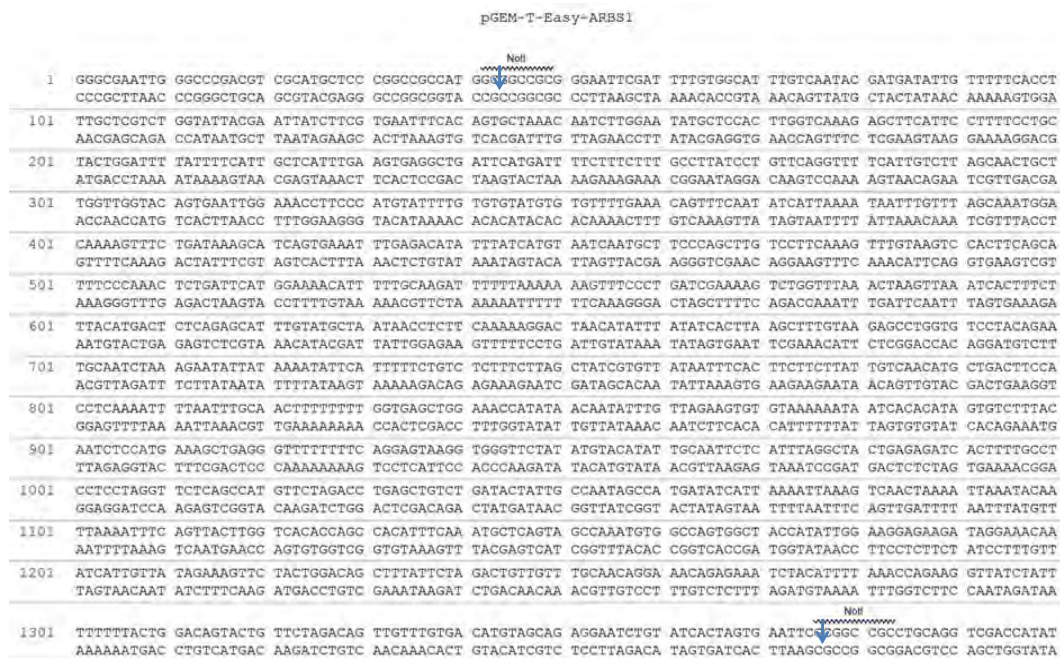 pGEM-T-Easy-ARBS1
NotI
1 GGGCGAATTG GGCCCGACGT CGCATGCTCC CGGCCGCCAT GGCGGCCGCG GGAATTCGAT TTTGTGGCAT TTGTCAATAC GATGATATTG TTTTTCACCT
CCCGCTTAAC CCGGGCTGCA GCGTACGAGG GCCGGCGGTA CCGCCGGCGC CCTTAAGCTA AAACACCGTA AACAGTTATG CTACTATAAC AAAAAGTGGA
101 TTGCTCGTCT GGTATTACGA ATTATCTTCG TGAATTTCAC AGTGCTAAAC AATCTTGGAA TATGCTCCAC TTGGTCAAAG AGCTTCATTC CTTTTCCTGC
AACGAGCAGA CCATAATGCT TAATAGAAGC ACTTAAAGTG TCACGATTTG TTAGAACCTT ATACGAGGTG AACCAGTTTC TCGAAGTAAG GAAAAGGACG
201 TACTGGATTT TATTTTCATT GCTCATTTGA AGTGAGGCTG ATTCATGATT TTCTTTCTTT GCCTTATCCT GTTCAGGTTT TCATTGTCTT AGCAACTGCT
ATGACCTAAA ATAAAAGTAA CGAGTAAACT TCACTCCGAC TAAGTACTAA AAGAAAGAAA CGGAATAGGA CAAGTCCAAA AGTAACAGAA TCGTTGACGA
301 TGGTTGGTAC AGTGAATTGG AAACCTTCCC ATGTATTTTG TGTGTATGTG TGTTTTGAAA CAGTTTCAAT ATCATTAAAA TAATTTGTTT AGCAAATGGA
ACCAACCATG TCACTTAACC TTTGGAAGGG TACATAAAAC ACACATACAC ACAAAACTTT GTCAAAGTTA TAGTAATTTT ATTAAACAAA TCGTTTACCT
401 CAAAAGTTTC TGATAAAGCA TCAGTGAAAT TTGAGACATA TTTATCATGT AATCAATGCT TCCCAGCTTG TCCTTCAAAG TTTGTAAGTC CACTTCAGCA
GTTTTCAAAG ACTATTTCGT AGTCACTTTA AACTCTGTAT AAATAGTACA TTAGTTACGA AGGGTCGAAC AGGAAGTTTC AAACATTCAG GTGAAGTCGT
501 TTTCCCAAAC TCTGATTCAT GGAAAACATT TTTGCAAGAT TTTTTAAAAA AAGTTTCCCT GATCGAAAAG TCTGGTTTAA ACTAAGTTAA ATCACTTTCT
AAAGGGTTTG AGACTAAGTA CCTTTTGTAA AAACGTTCTA AAAAATTTTT TTCAAAGGGA CTAGCTTTTC AGACCAAATT TGATTCAATT TAGTGAAAGA
601 TTACATGACT CTCAGAGCAT TTGTATGCTA ATAACCTCTT CAAAAAGGAC TAACATATTT ATATCACTTA AGCTTTGTAA GAGCCTGGTG TCCTACAGAA
AATGTACTGA GAGTCTCGTA AACATACGAT TATTGGAGAA GTTTTTCCTG ATTGTATAAA TATAGTGAAT TCGAAACATT CTCGGACCAC AGGATGTCTT
701 TGCAATCTAA AGAATATTAT AAAATATTCA TTTTTCTGTC TCTTTCTTAG CTATCGTGTT ATAATTTCAC TTCTTCTTAT TGTCAACATG CTGACTTCCA
ACGTTAGATT TCTTATAATA TTTTATAAGT AAAAAGACAG AGAAAGAATC GATAGCACAA TATTAAAGTG AAGAAGAATA ACAGTTGTAC GACTGAAGGT
801 CCTCAAAATT TTAATTTGCA ACTTTTTTTT GGTGAGCTGG AAACCATATA ACAATATTTG TTAGAAGTGT GTAAAAAATA ATCACACATA GTGTCTTTAC
GGAGTTTTAA AATTAAACGT TGAAAAAAAA CCACTCGACC TTTGGTATAT TGTTATAAAC AATCTTCACA CATTTTTTAT TAGTGTGTAT CACAGAAATG
901 AATCTCCATG AAAGCTGAGG GTTTTTTTTC AGGAGTAAGG TGGGTTCTAT ATGTACATAT TGCAATTCTC ATTTAGGCTA CTGAGAGATC ACTTTTGCCT
TTAGAGGTAC TTTCGACTCC CAAAAAAAAG TCCTCATTCC ACCCAAGATA TACATGTATA ACGTTAAGAG TAAATCCGAT GACTCTCTAG TGAAAACGGA
1001 CCTCCTAGGT TCTCAGCCAT GTTCTAGACC TGAGCTGTCT GATACTATTG CCAATAGCCA TGATATCATT AAAATTAAAG TCAACTAAAA TTAAATACAA
GGAGGATCCA AGAGTCGGTA CAAGATCTGG ACTCGACAGA CTATGATAAC GGTTATCGGT ACTATAGTAA TTTTAATTTC AGTTGATTTT AATTTATGTT
1101 TTAAAATTTC AGTTACTTGG TCACACCAGC CACATTTCAA ATGCTCAGTA GCCAAATGTG GCCAGTGGCT ACCATATTGG AAGGAGAAGA TAGGAAACAA
AATTTTAAAG TCAATGAACC AGTGTGGTCG GTGTAAAGTT TACGAGTCAT CGGTTTACAC CGGTCACCGA TGGTATAACC TTCCTCTTCT ATCCTTTGTT
1201 ATCATTGTTA TAGAAAGTTC TACTGGACAG CTTTATTCTA GACTGTTGTT TGCAACAGGA AACAGAGAAA TCTACATTTT AAACCAGAAG GTTATCTATT
TAGTAACAAT ATCTTTCAAG ATGACCTGTC GAAATAAGAT CTGACAACAA ACGTTGTCCT TTGTCTCTTT AGATGTAAAA TTTGGTCTTC CAATAGATAA
NotI
1301 TTTTTTACTG GACAGTACTG TTCTAGACAG TTGTTTGTGA CATGTAGCAG AGGAATCTGT ATCACTAGTG AATTCGCGGC CGCCTGCAGG TCGACCATAT
AAAAAATGAC CTGTCATGAC AAGATCTGTC AACAAACACT GTACATCGTC TCCTTAGACA TAGTGATCAC TTAAGCGCCG GCGGACGTCC AGCTGGTATA